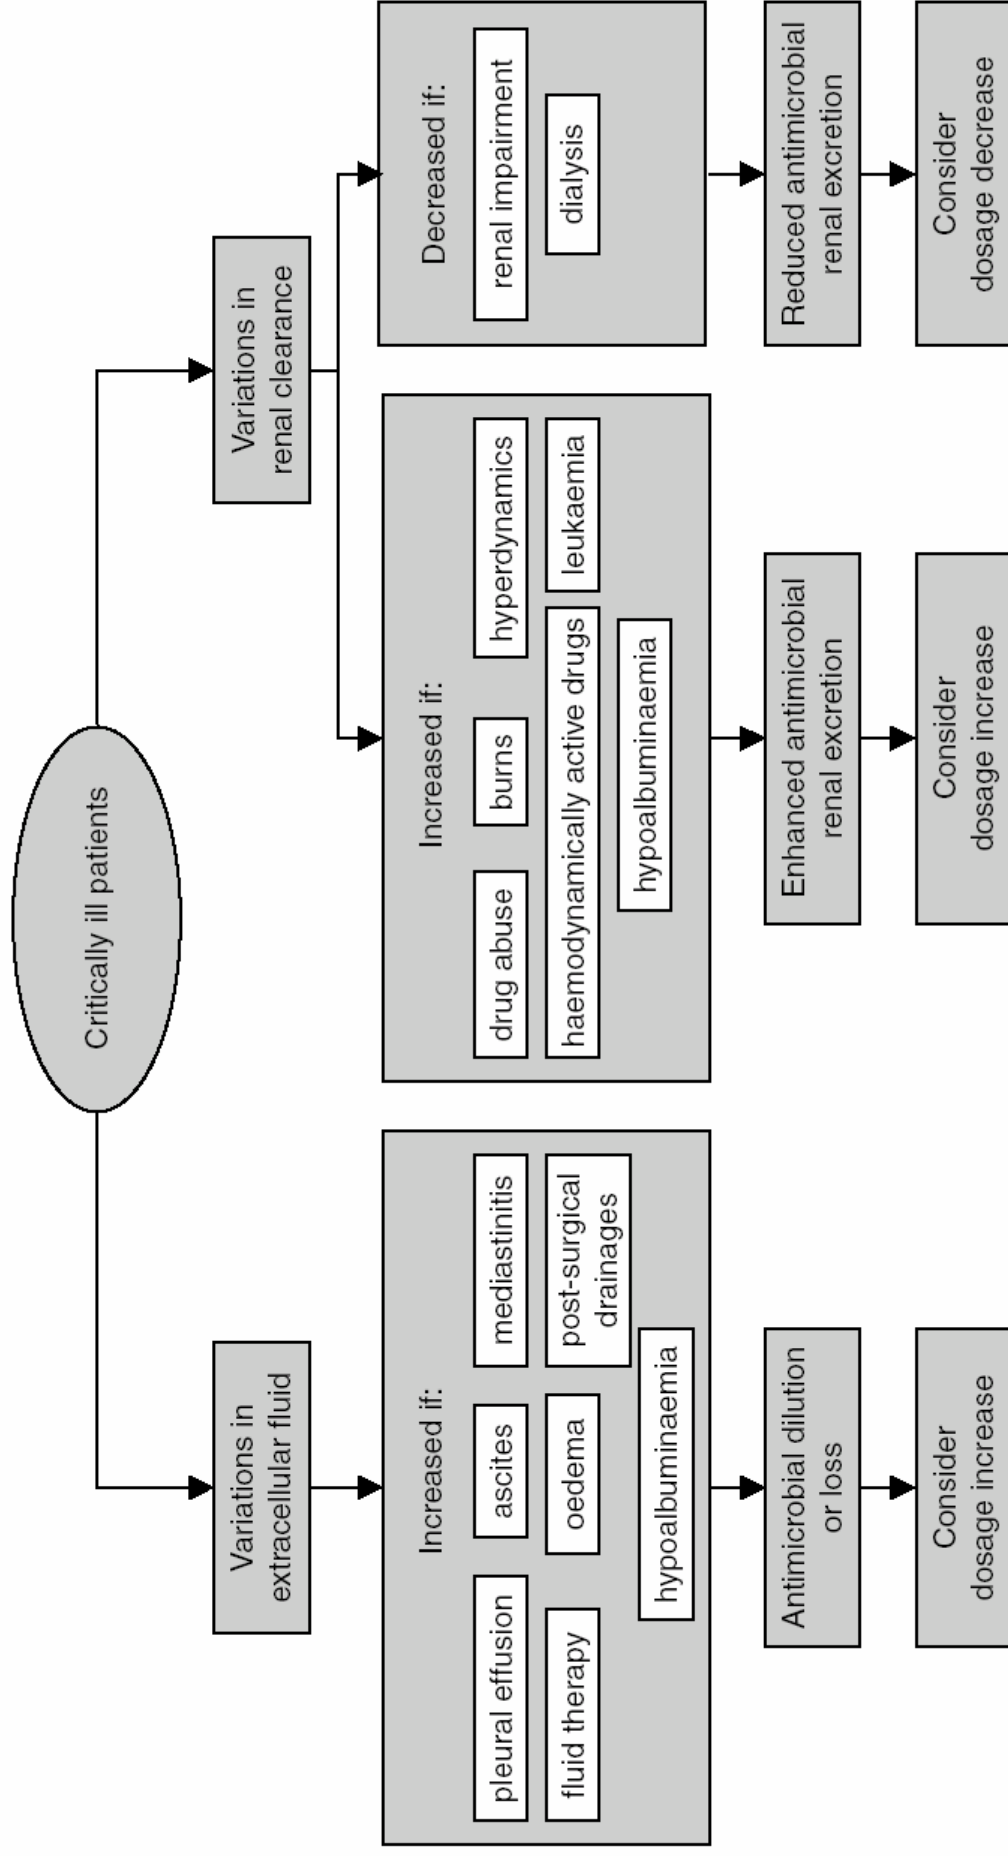 Critically ill patients
Variations in
extracellular fluid
Increased if:
pleural effusion
ascites
mediastinitis
fluid therapy
oedema
post-surgical
drainages
hypoalbuminaemia
Antimicrobial dilution
or loss
Consider
dosage increase
Variations in
renal clearance
Increased if:
drug abuse
burns
hyperdynamics
haemodynamically active drugs
leukaemia
hypoalbuminaemia
Enhanced antimicrobial
renal excretion
Consider
dosage increase
Decreased if:
renal impairment
dialysis
Reduced antimicrobial
renal excretion
Consider
dosage decrease